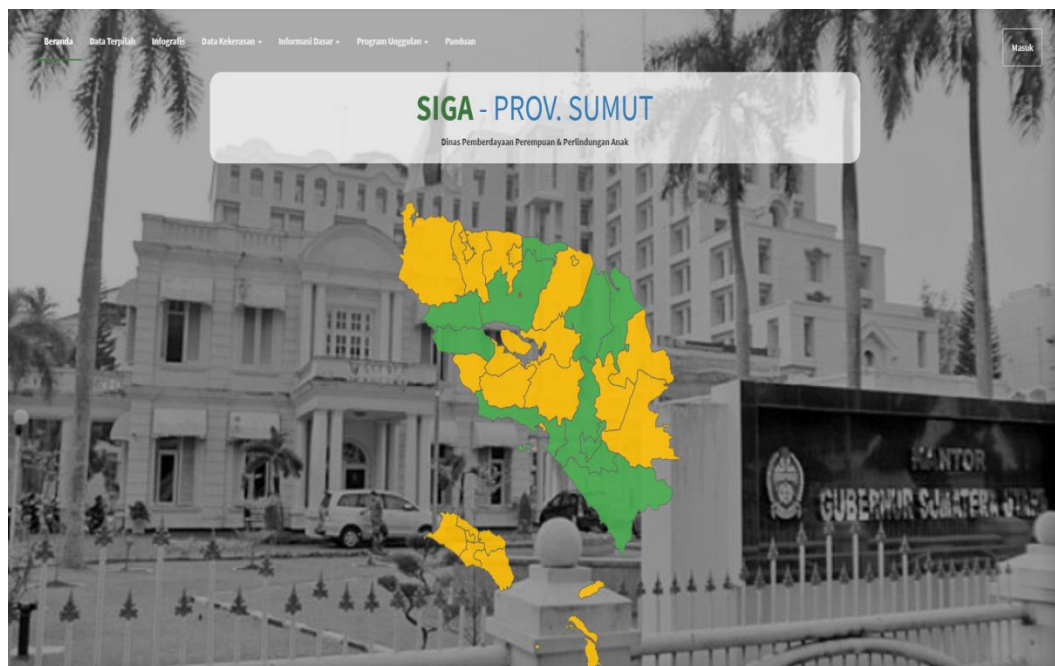 Beranda
Data Terpilah
Infografis
Data Kekerasan
Informasi Dasar
Program Unggulan
Panduan
Masuk
SIGA - PROV. SUMUT
Dinas Pemberdayaan Perempuan & Perlindungan Anak
KANTOR
GUBERNUR SUMATERA